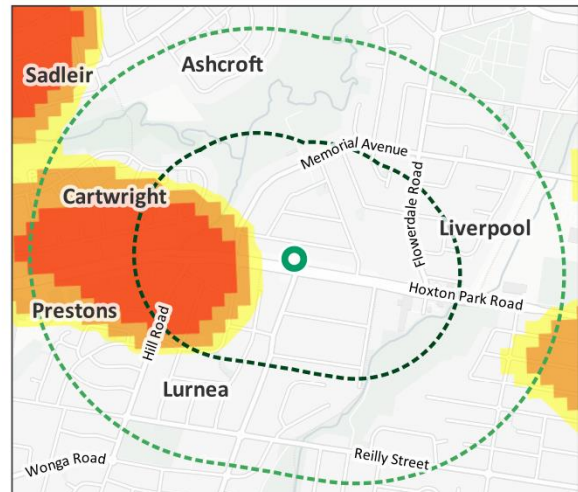 Ashcroft
Sadleir
Memorial Avenue
Cartwright
Flowerdale Road
Liverpool
Hoxton Park Road
Prestons
Hill Road
Lurnea
Reilly Street
Wonga Road